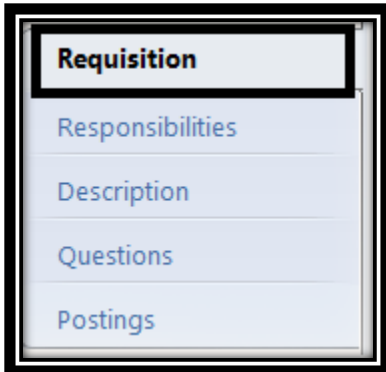 Requisition
Responsibilities
Description
Questions
Postings